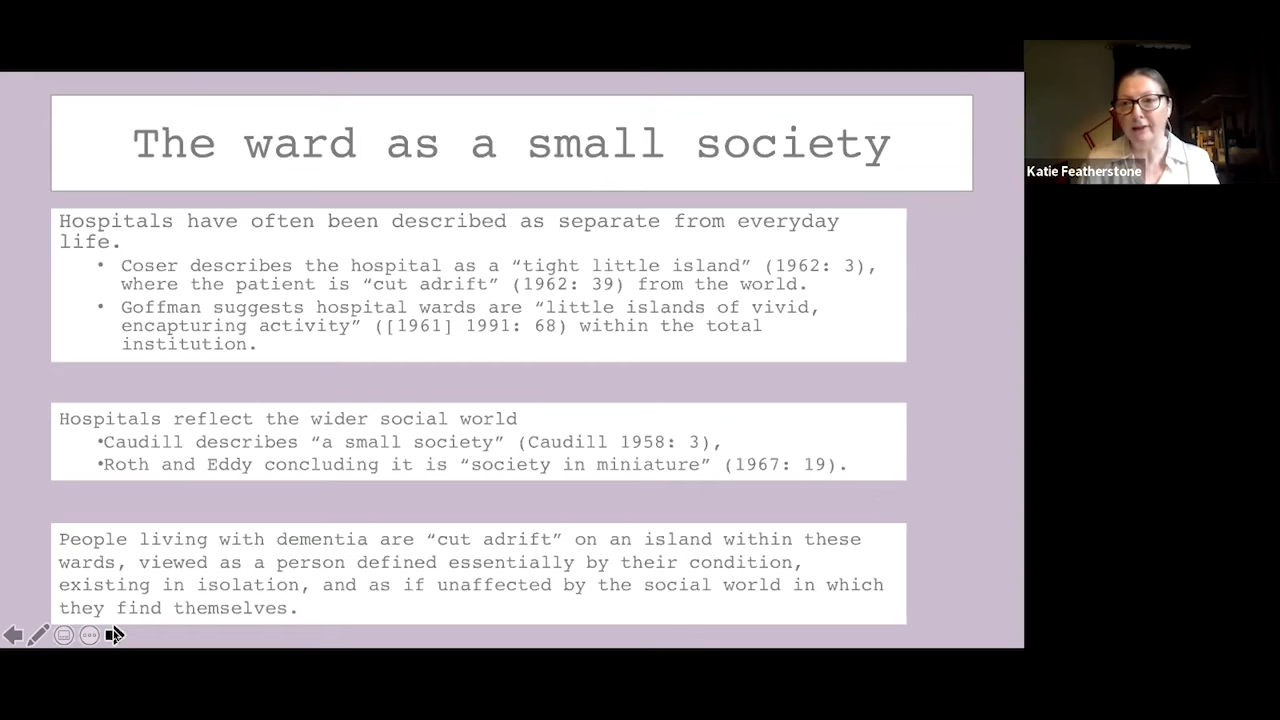 The ward as a small society
Katie Featherstone
Hospitals have often been described as separate from everyday
life.
• Coser describes the hospital as a “tight little island” (1962: 3),
where the patient is “cut adrift” (1962: 39) from the world.
• Goffman suggests hospital wards are “little islands of vivid,
encapturing activity” ([1961] 1991: 68) within the total
institution.
Hospitals reflect the wider social world
•Caudill describes “a small society” (Caudill 1958: 3),
•Roth and Eddy concluding it is “society in miniature” (1967: 19).
People living with dementia are “cut adrift” on an island within these
wards, viewed as a person defined essentially by their condition,
existing in isolation, and as if unaffected by the social world in which
they find themselves.